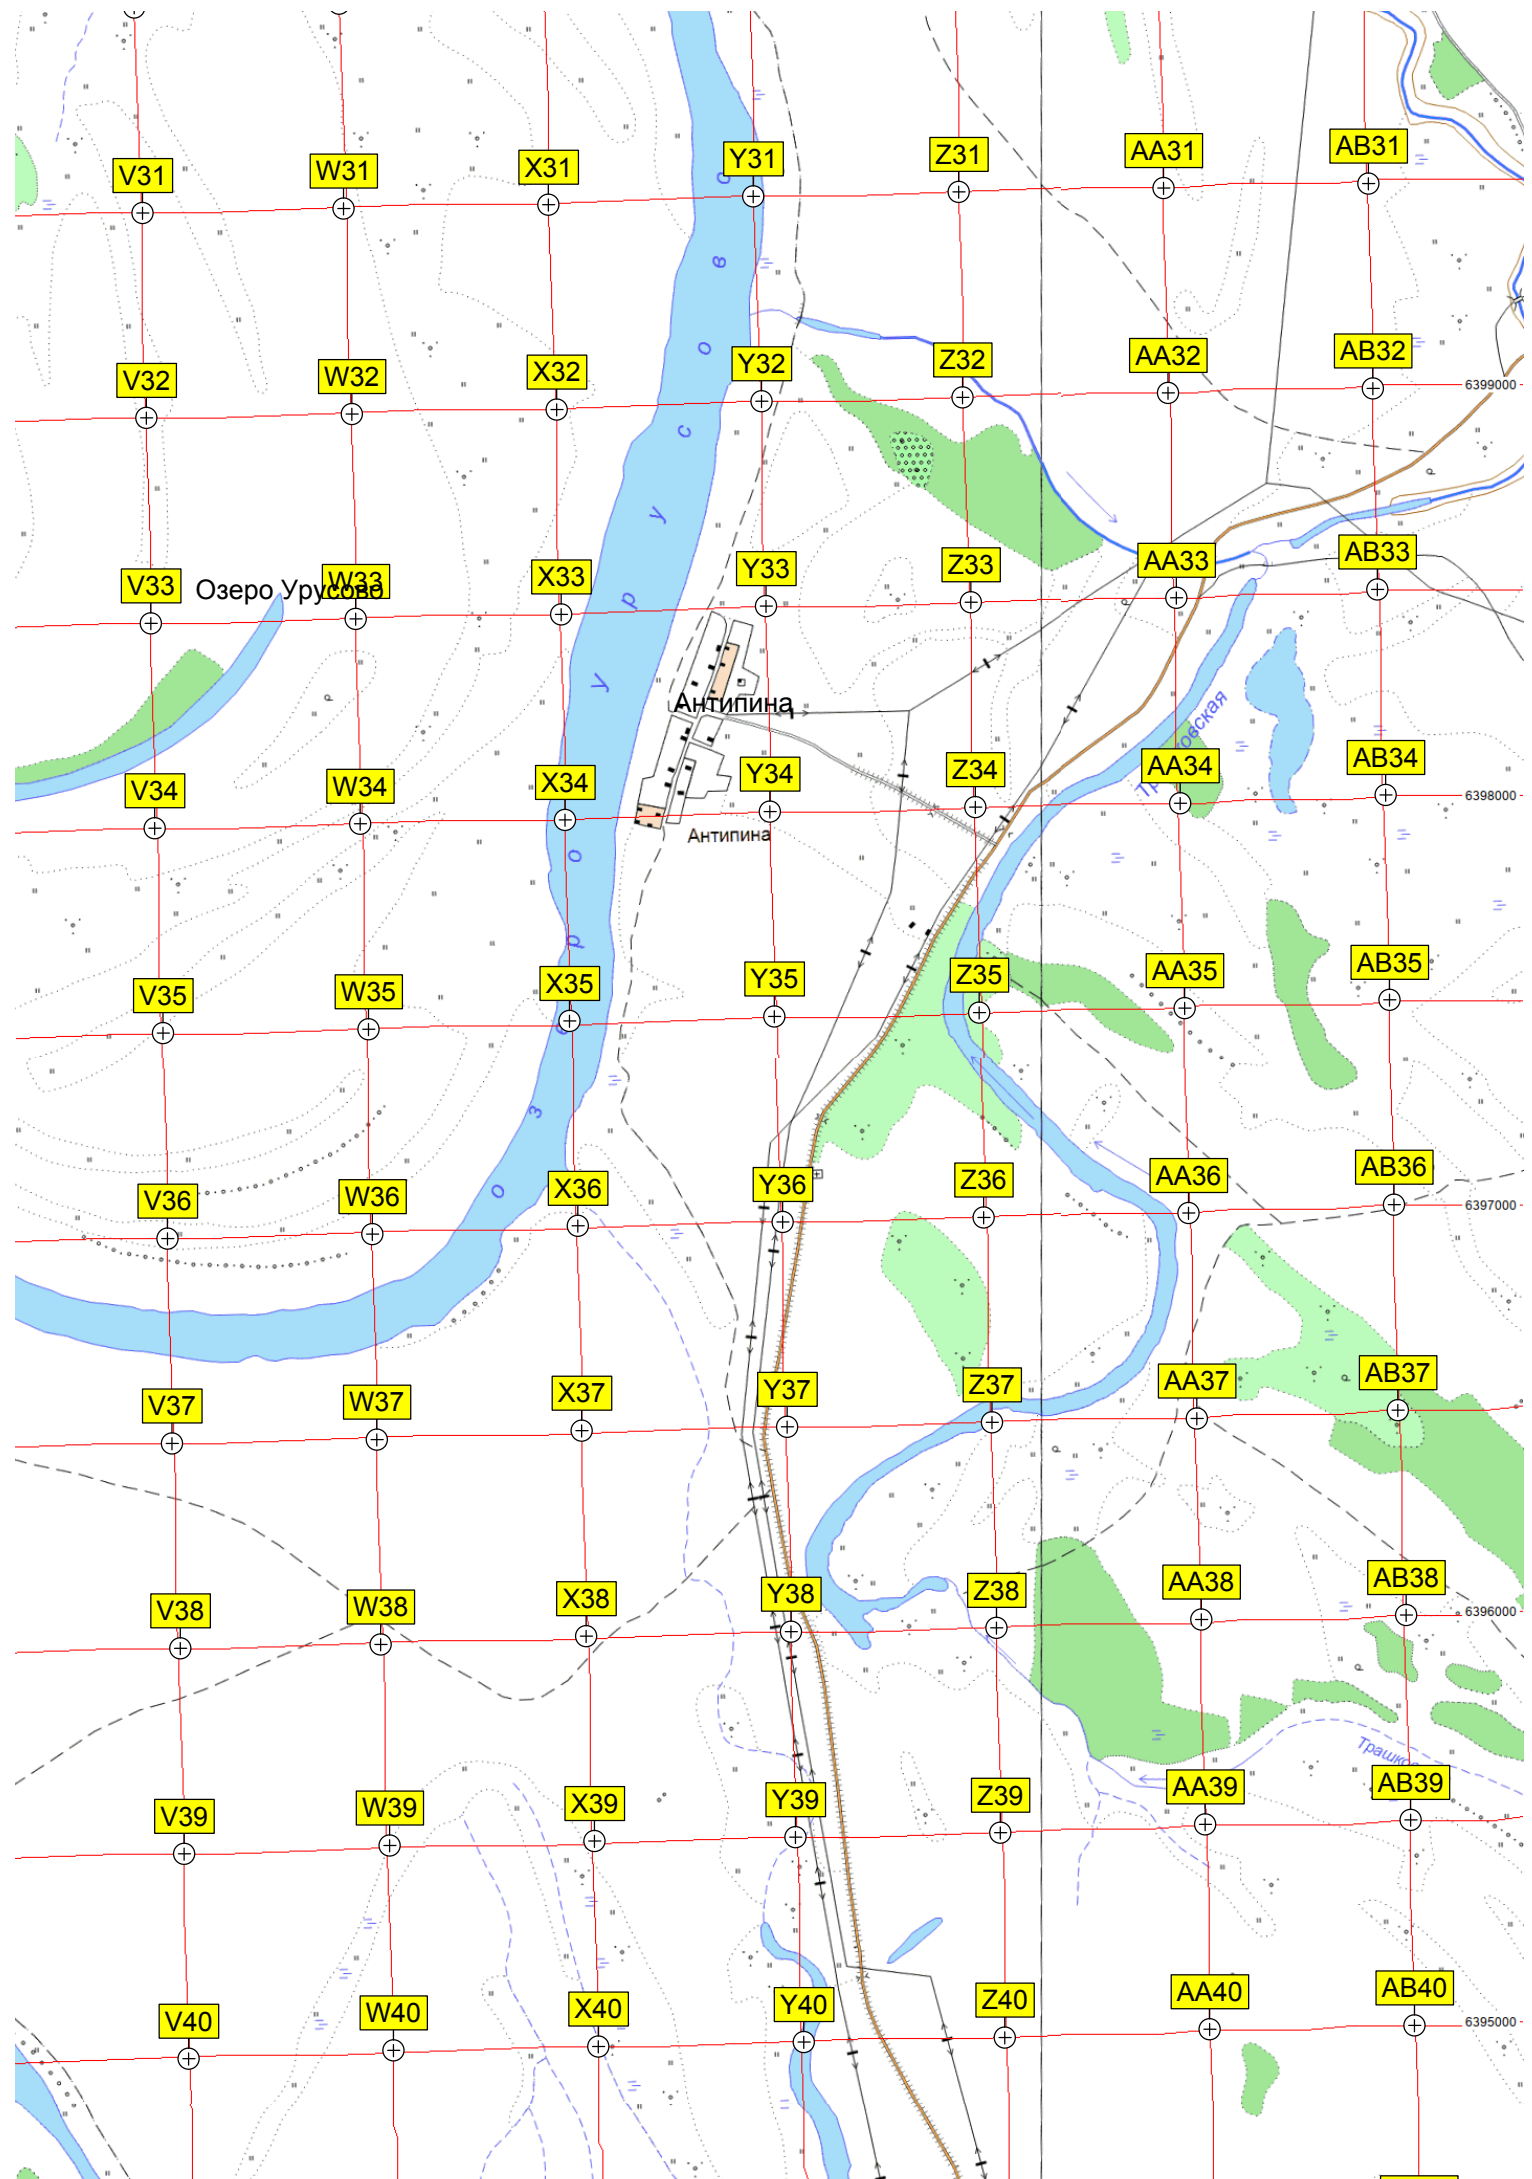 V31 W31 X31 Y31 Z31 AA31 AB31
V32 W32 X32 Y32 Z32 AA32 AB32
6399000
V33 W33 X33 Y33 Z33 AA33 AB33
Озеро Урусово
Антипина
V34 W34 X34 Y34 Z34 AA34 AB34
6398000
Антипина
V35 W35 X35 Y35 Z35 AA35 AB35
озеро Урусово
V36 W36 X36 Y36 Z36 AA36 AB36
6397000
V37 W37 X37 Y37 Z37 AA37 AB37
V38 W38 X38 Y38 Z38 AA38 AB38
6396000
V39 W39 X39 Y39 Z39 AA39 AB39
V40 W40 X40 Y40 Z40 AA40 AB40
6395000